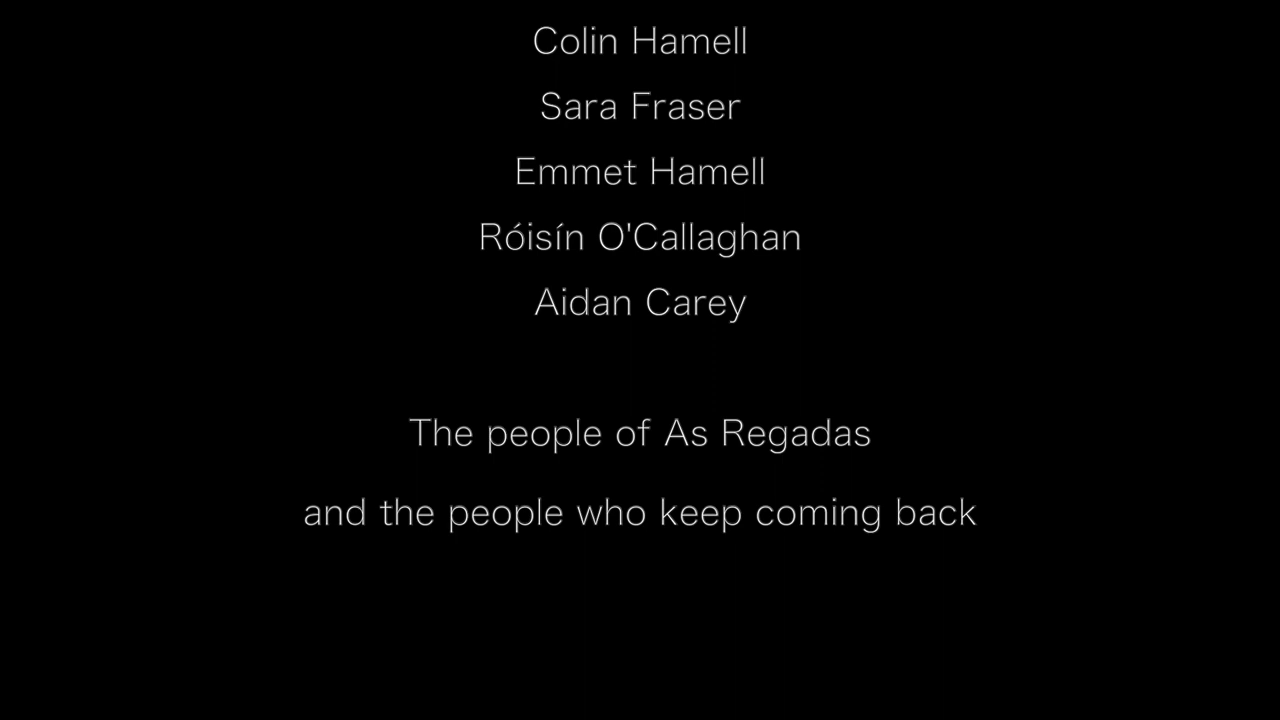 Colin Hamell
Sara Fraser
Emmet Hamell
Róisín O'Callaghan
Aidan Carey
The people of As Regadas
and the people who keep coming back